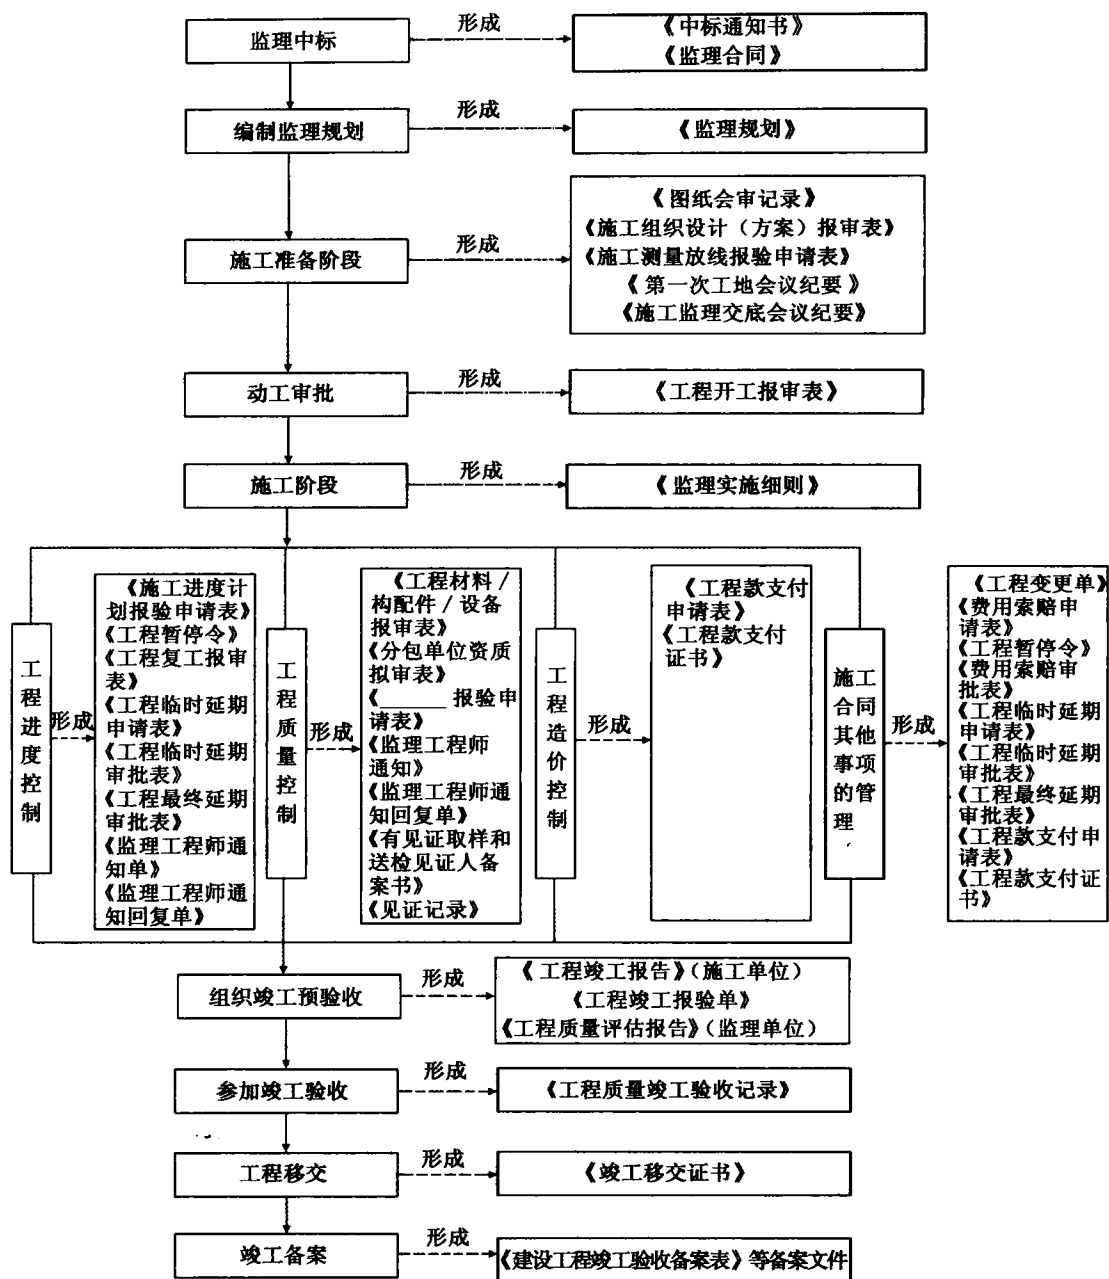 监理中标
形成
《中标通知书》
《监理合同》
编制监理规划
形成
《监理规划》
施工准备阶段
形成
《图纸会审记录》
《施工组织设计（方案）报审表》
《施工测量放线报验申请表》
《第一次工地会议纪要》
《施工监理交底会议纪要》
动工审批
形成
《工程开工报审表》
施工阶段
形成
《监理实施细则》
工程进度控制
形成
《施工进度计
划报验申请表》
《工程暂停令》
《工程复工报审
表》
《工程临时延期
申请表》
《工程临时延期
审批表》
《工程最终延期
审批表》
《监理工程师通
知单》
《监理工程师通
知回复单》
工程质量控制
形成
《工程材料/
构配件/设备
报审表》
《分包单位资质
拟审表》
《______ 报验申
请表》
《监理工程师
通知》
《监理工程师通
知回复单》
《有见证取样和
送检见证人备
案书》
《见证记录》
工程造价控制
形成
《工程款支付
申请表》
《工程款支付
证书》
施工
合同
其他
事项
的管
理
形成
《工程变更单》
《费用索赔申
请表》
《工程暂停令》
《费用索赔审
批表》
《工程临时延期
申请表》
《工程临时延期
审批表》
《工程最终延期
审批表》
《工程款支付申
请表》
《工程款支付证
书》
组织竣工预验收
形成
《工程竣工报告》（施工单位）
《工程竣工报验单》
《工程质量评估报告》（监理单位）
参加竣工验收
形成
《工程质量竣工验收记录》
工程移交
形成
《竣工移交证书》
竣工备案
形成
《建设工程竣工验收备案表》等备案文件